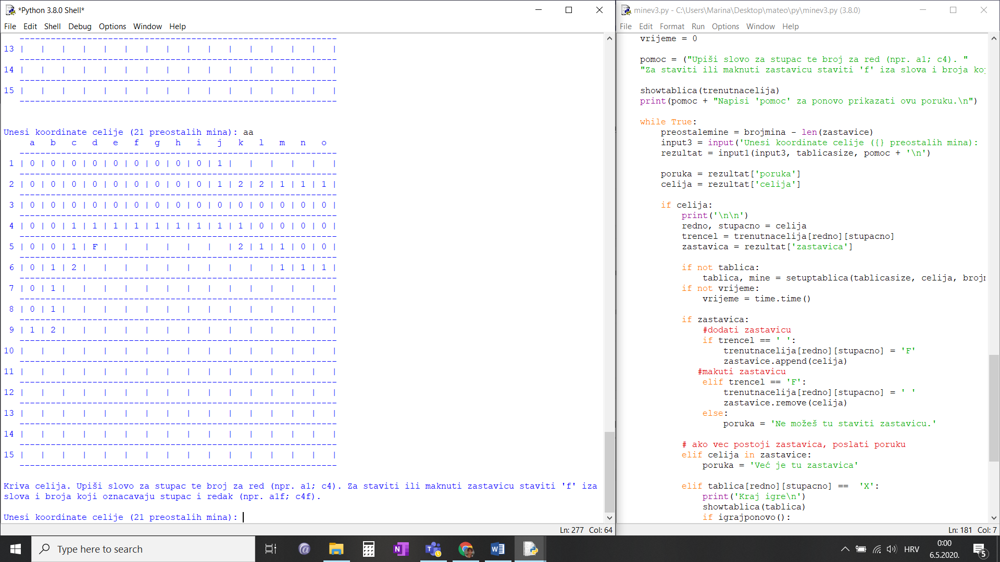 *Python 3.8.0 Shell*
File Edit Shell Debug Options Window Help
-------------------------------------------------------------
13 |   |   |   |   |   |   |   |   |   |   |   |   |   |   |   |
-------------------------------------------------------------
14 |   |   |   |   |   |   |   |   |   |   |   |   |   |   |   |
-------------------------------------------------------------
15 |   |   |   |   |   |   |   |   |   |   |   |   |   |   |   |
-------------------------------------------------------------
Unesi koordinate celije (21 preostalih mina): aa
     a   b   c   d   e   f   g   h   i   j   k   l   m   n   o
-------------------------------------------------------------
1 | 0 | 0 | 0 | 0 | 0 | 0 | 0 | 0 | 0 | 1 |   |   |   |   |   |
-------------------------------------------------------------
2 | 0 | 0 | 0 | 0 | 0 | 0 | 0 | 0 | 0 | 1 | 2 | 2 | 1 | 1 | 1 |
-------------------------------------------------------------
3 | 0 | 0 | 0 | 0 | 0 | 0 | 0 | 0 | 0 | 0 | 0 | 0 | 0 | 0 | 0 |
-------------------------------------------------------------
4 | 0 | 0 | 1 | 1 | 1 | 1 | 1 | 1 | 1 | 1 | 1 | 0 | 0 | 0 | 0 |
-------------------------------------------------------------
5 | 0 | 0 | 1 | F |   |   |   |   |   |   | 2 | 1 | 1 | 0 | 0 |
-------------------------------------------------------------
6 | 0 | 1 | 2 |   |   |   |   |   |   |   |   |   | 1 | 1 | 1 |
-------------------------------------------------------------
7 | 0 | 1 |   |   |   |   |   |   |   |   |   |   |   |   |   |
-------------------------------------------------------------
8 | 0 | 1 |   |   |   |   |   |   |   |   |   |   |   |   |   |
-------------------------------------------------------------
9 | 1 | 2 |   |   |   |   |   |   |   |   |   |   |   |   |   |
-------------------------------------------------------------
10 |   |   |   |   |   |   |   |   |   |   |   |   |   |   |   |
-------------------------------------------------------------
11 |   |   |   |   |   |   |   |   |   |   |   |   |   |   |   |
-------------------------------------------------------------
12 |   |   |   |   |   |   |   |   |   |   |   |   |   |   |   |
-------------------------------------------------------------
13 |   |   |   |   |   |   |   |   |   |   |   |   |   |   |   |
-------------------------------------------------------------
14 |   |   |   |   |   |   |   |   |   |   |   |   |   |   |   |
-------------------------------------------------------------
15 |   |   |   |   |   |   |   |   |   |   |   |   |   |   |   |
-------------------------------------------------------------
Kriva celija. Upiši slovo za stupac te broj za red (npr. a1; c4). Za staviti ili maknuti zastavicu staviti 'f' iza
slova i broja koji oznacavaju stupac i redak (npr. a1f; c4f).
Unesi koordinate celije (21 preostalih mina):
Ln: 277 Col: 64
minev3.py - C:\Users\Marina\Desktop\mateo\py\minev3.py (3.8.0)
File Edit Format Run Options Window Help
vrijeme = 0
pomoc = ("Upiši slovo za stupac te broj za red (npr. a1; c4). "
"Za staviti ili maknuti zastavicu staviti 'f' iza slova i broja koj
showtablica(trenutnacelija)
print(pomoc + "Napisi 'pomoc' za ponovo prikazati ovu poruku.\n")
while True:
    preostalemine = brojmina - len(zastavice)
    input3 = input('Unesi koordinate celije ({} preostalih mina):
    rezultat = input1(input3, tablicasize, pomoc + '\n')
    poruka = rezultat['poruka']
    celija = rezultat['celija']
    if celija:
        print('\n\n')
        redno, stupacno = celija
        trencel = trenutnacelija[redno][stupacno]
        zastavica = rezultat['zastavica']
        if not tablica:
            tablica, mine = setuptablica(tablicasize, celija, brojm
        if not vrijeme:
            vrijeme = time.time()
        if zastavica:
            #dodati zastavicu
            if trencel == ' ':
                trenutnacelija[redno][stupacno] = 'F'
                zastavice.append(celija)
           #makuti zastavicu
            elif trencel == 'F':
                trenutnacelija[redno][stupacno] = ' '
                zastavice.remove(celija)
            else:
                poruka = 'Ne možeš tu staviti zastavicu.'
        # ako vec postoji zastavica, poslati poruku
        elif celija in zastavice:
            poruka = 'Već je tu zastavica'
        elif tablica[redno][stupacno] ==  'X':
            print('Kraj igre\n')
            showtablica(tablica)
            if igrajponovo():
Ln: 181 Col: 7
Type here to search
HRV
0:00
6.5.2020.
5